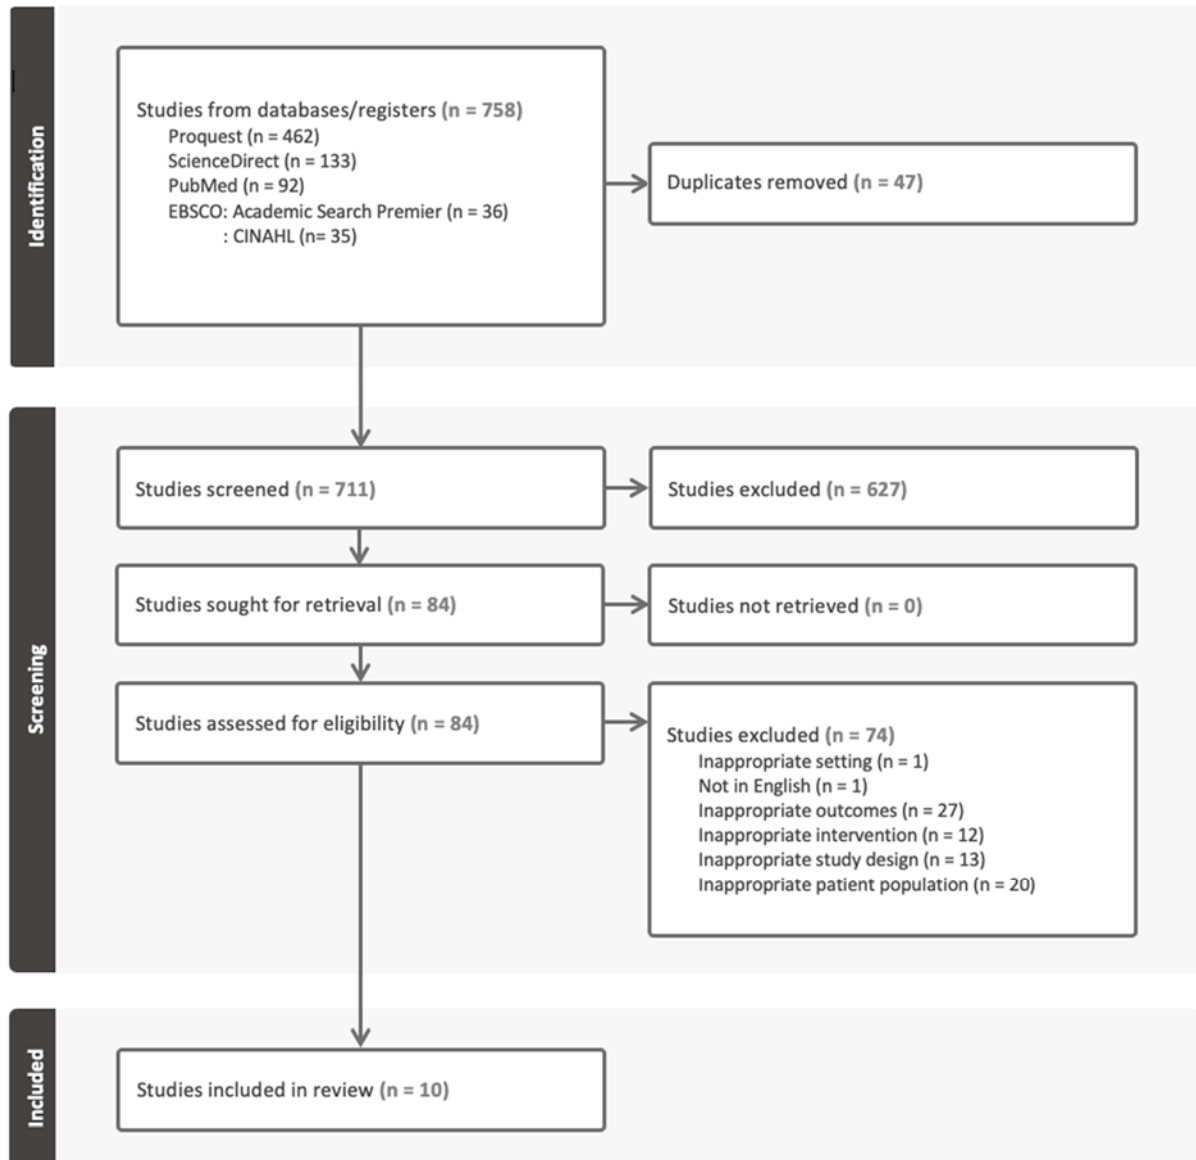 Identification
Studies from databases/registers (n = 758)
Proquest (n = 462)
ScienceDirect (n = 133)
PubMed (n = 92)
EBSCO: Academic Search Premier (n = 36)
: CINAHL (n= 35)
Duplicates removed (n = 47)
Screening
Studies screened (n = 711)
Studies excluded (n = 627)
Studies sought for retrieval (n = 84)
Studies not retrieved (n = 0)
Studies assessed for eligibility (n = 84)
Studies excluded (n = 74)
Inappropriate setting (n = 1)
Not in English (n = 1)
Inappropriate outcomes (n = 27)
Inappropriate intervention (n = 12)
Inappropriate study design (n = 13)
Inappropriate patient population (n = 20)
Included
Studies included in review (n = 10)